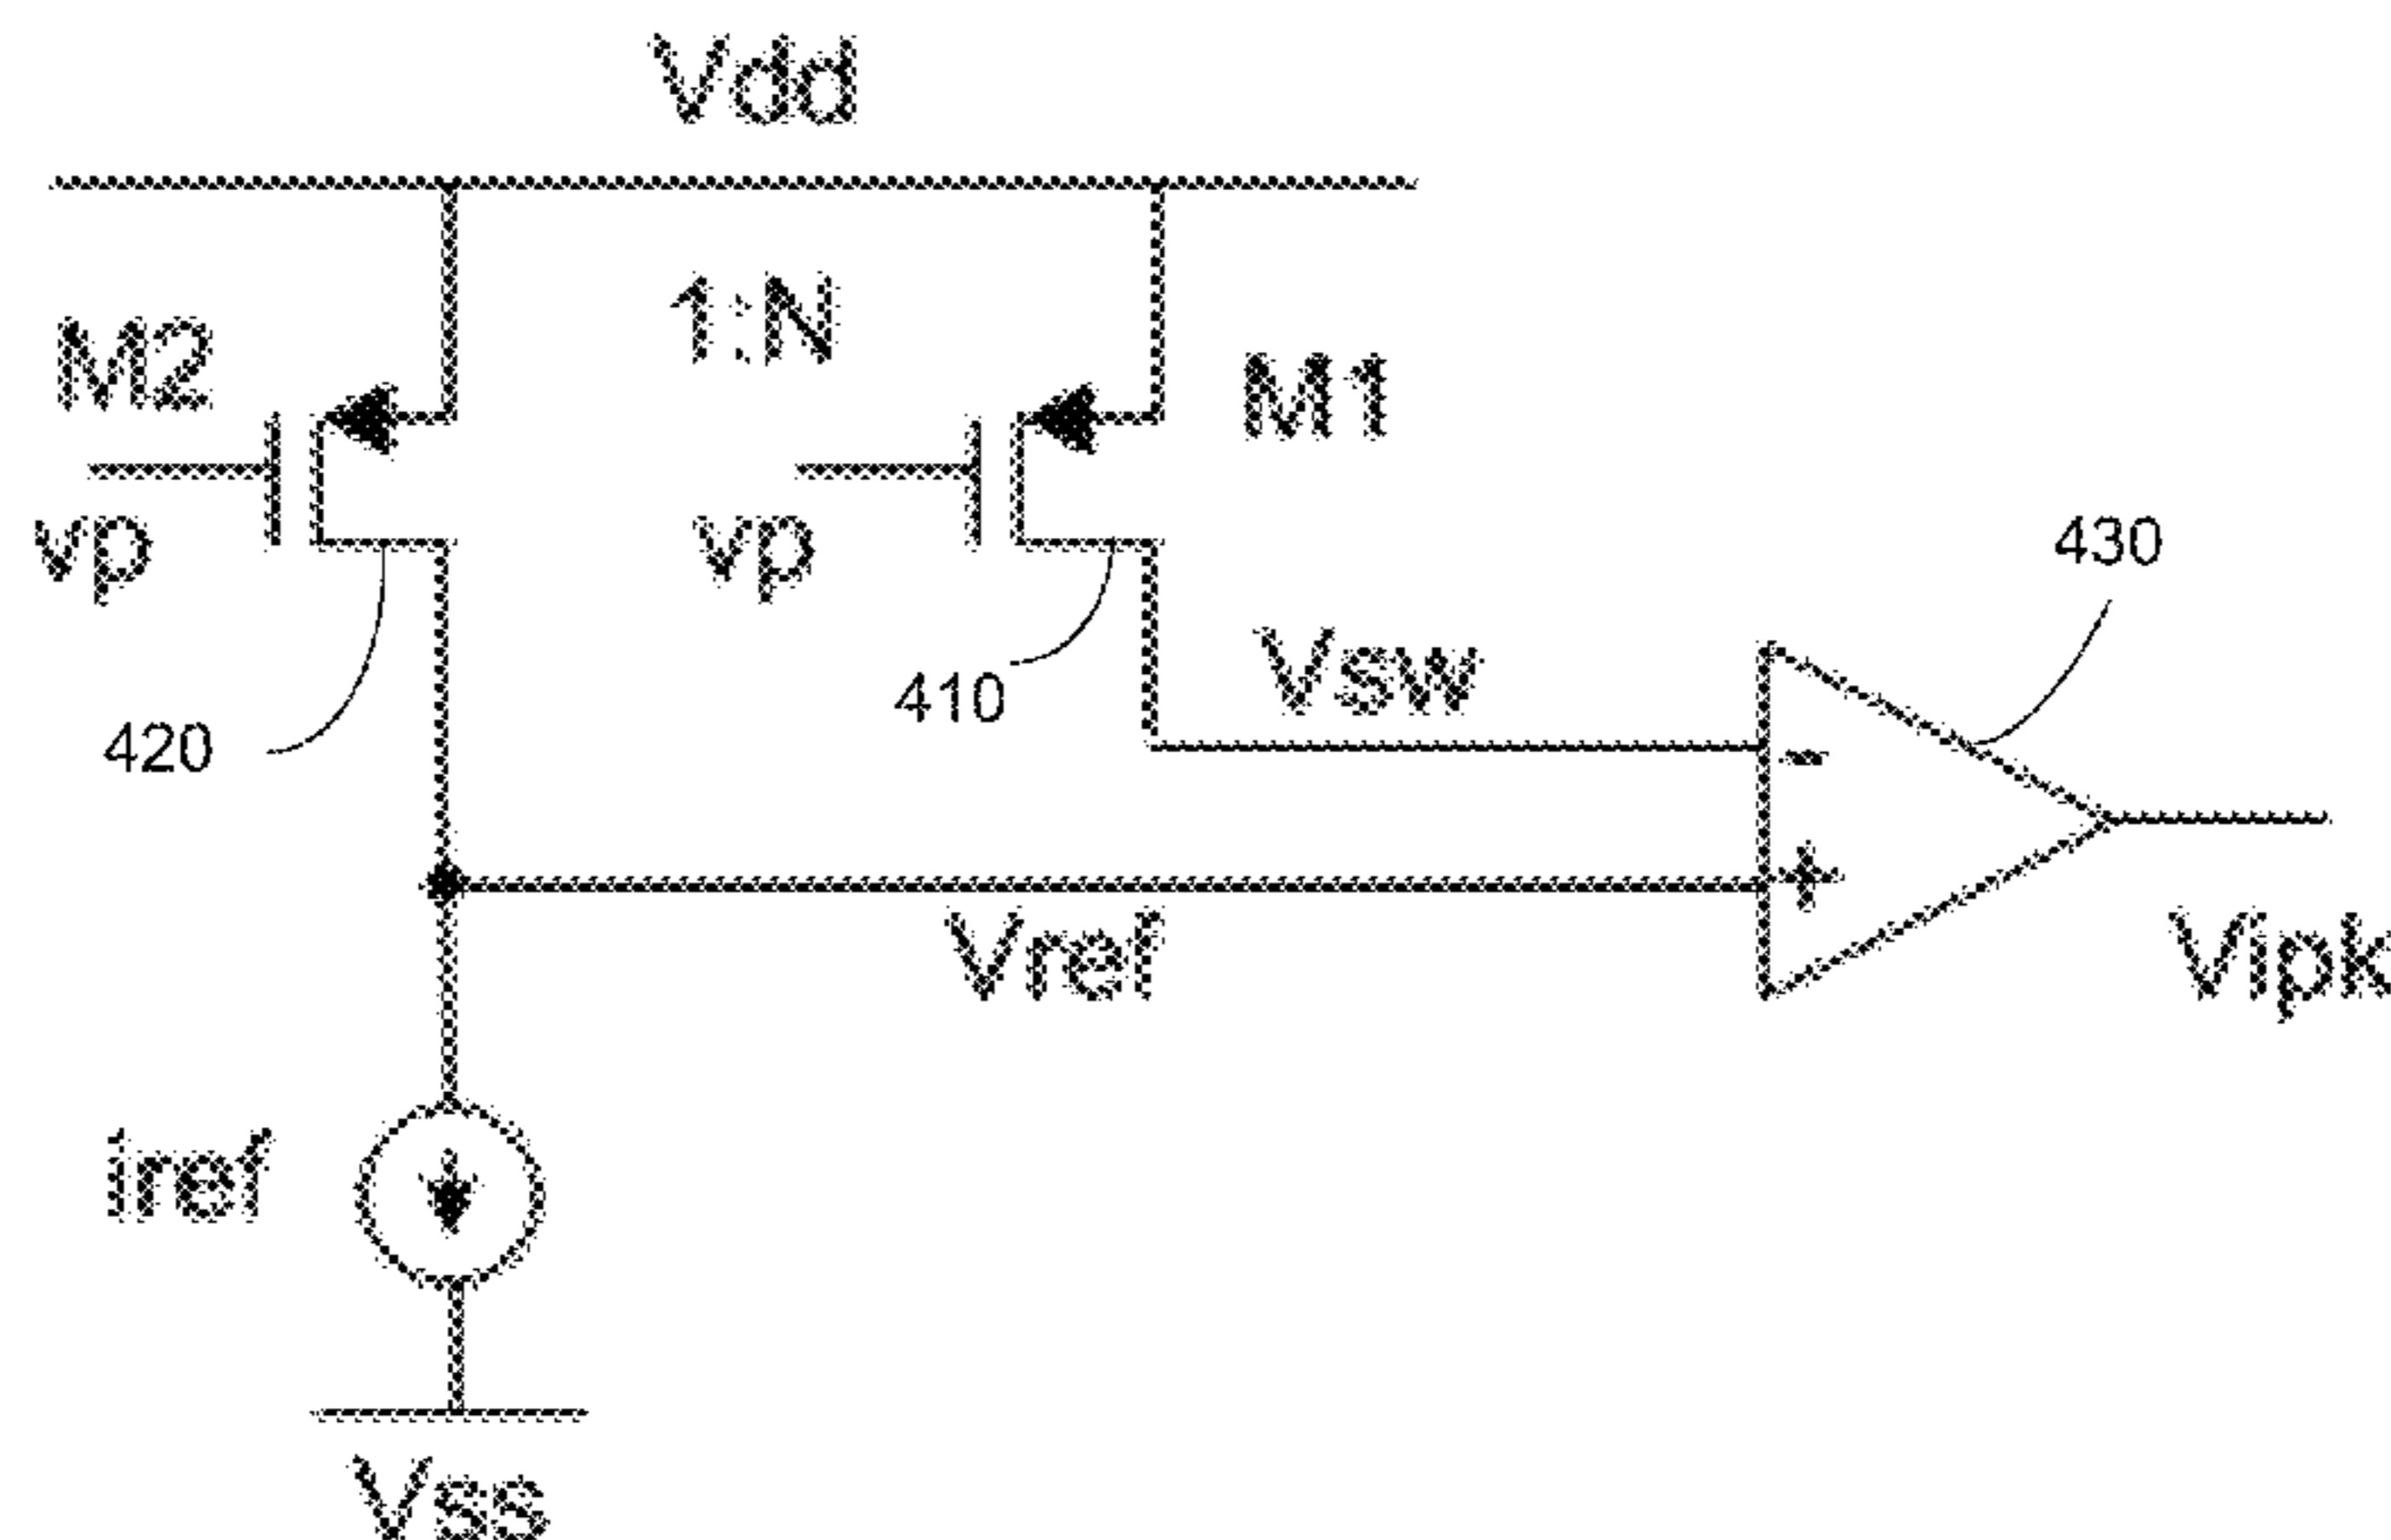 Vdd
1:N
M2
M1
vp
vp
430
Vsw
410
420
-
+
Vref
Vipk
iref
Vss